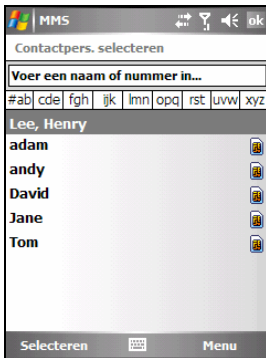 MMS ok
Contactpers. selecteren
Voer een naam of nummer in...
#ab cde fgh ijk lmn opq rst uvw xyz
Lee, Henry
adam
andy
David
Jane
Tom
Selecteren Menu